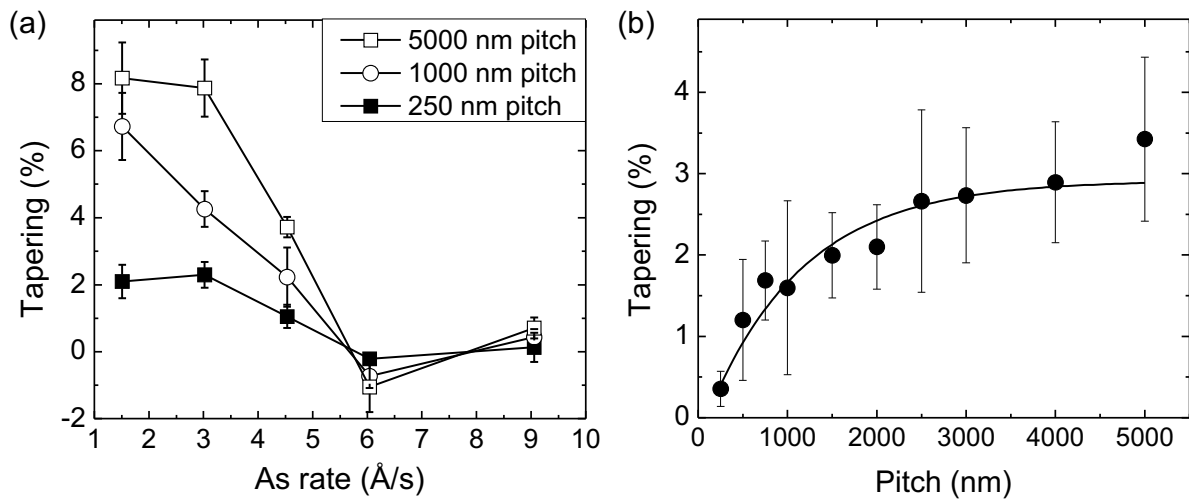 (a)
5000 nm pitch
1000 nm pitch
250 nm pitch
Tapering (%)
8
6
4
2
0
-2
1 2 3 4 5 6 7 8 9 10
As rate (Å/s)
(b)
Tapering (%)
4
3
2
1
0
0 1000 2000 3000 4000 5000
Pitch (nm)